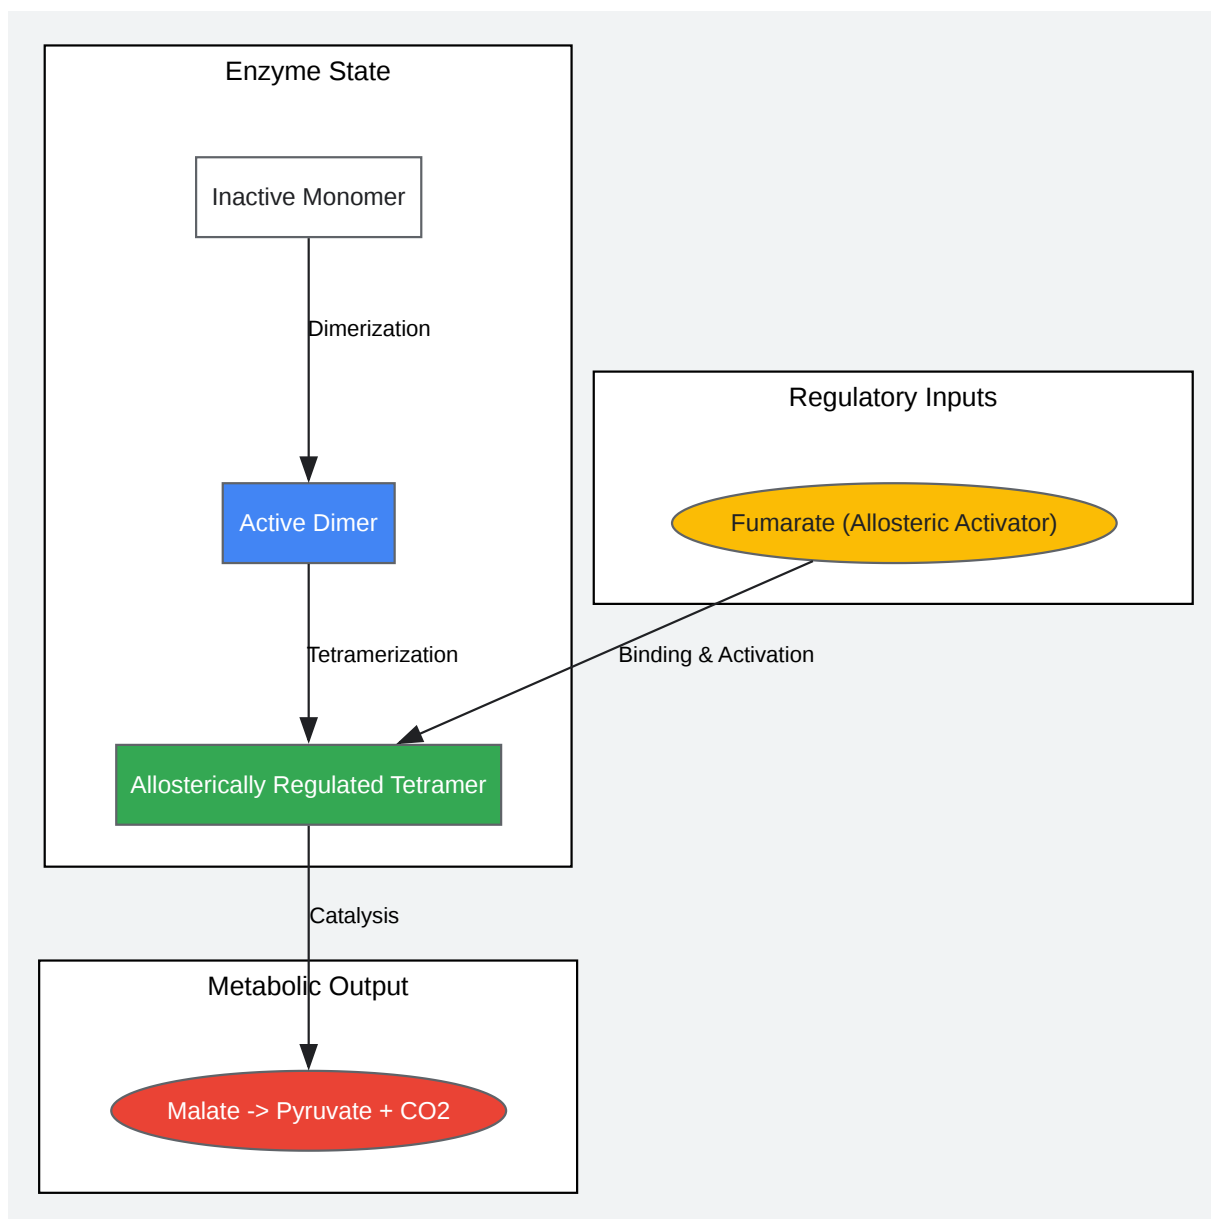 Enzyme State
Inactive Monomer
Dimerization
Regulatory Inputs
Active Dimer
Fumarate (Allosteric Activator)
Tetramerization
Binding & Activation
Allosterically Regulated Tetramer
Catalysis
Metabolic Output
Malate -> Pyruvate + CO2